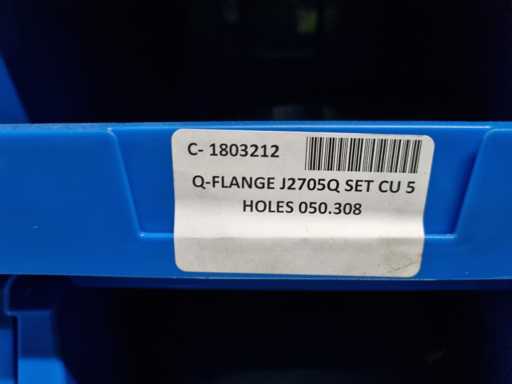 C- 1803212
Q-FLANGE J2705Q SET CU 5
HOLES 050.308